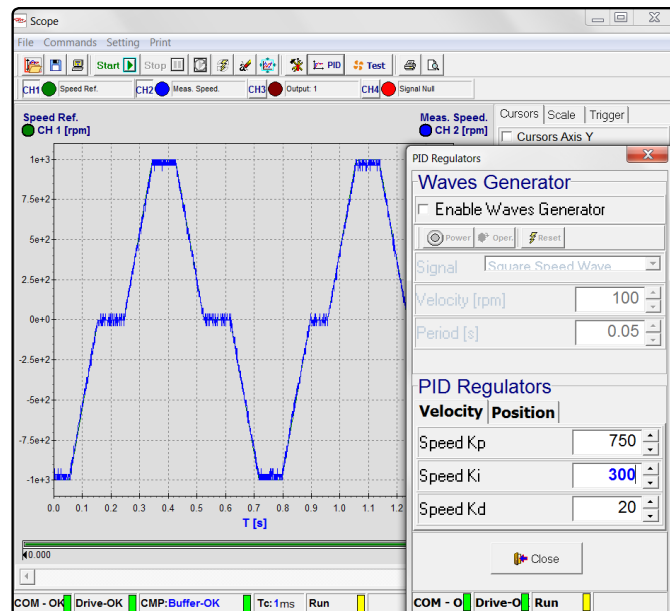 Scope
File Commands Setting Print
Start Stop PID Test
CH1 Speed Ref. CH2 Meas. Speed. CH3 Output: 1 CH4 Signal Null
Speed Ref.
CH 1 [rpm]
Meas. Speed.
CH 2 [rpm]
Cursors Scale Trigger
Cursors Axis Y
1e+3
7.5e+2
5e+2
2.5e+2
0e+0
-2.5e+2
-5e+2
-7.5e+2
-1e+3
0.0 0.1 0.2 0.3 0.4 0.5 0.6 0.7 0.8 0.9 1.0 1.1 1.2
T [s]
0.000
COM - OK Drive-OK CMP:Buffer-OK Tc:1ms Run
PID Regulators
Waves Generator
Enable Waves Generator
Power Oper. Reset
Signal Square Speed Wave
Velocity [rpm] 100
Period [s] 0.05
PID Regulators
Velocity Position
Speed Kp 750
Speed Ki 300
Speed Kd 20
Close
COM - O Drive-O Run